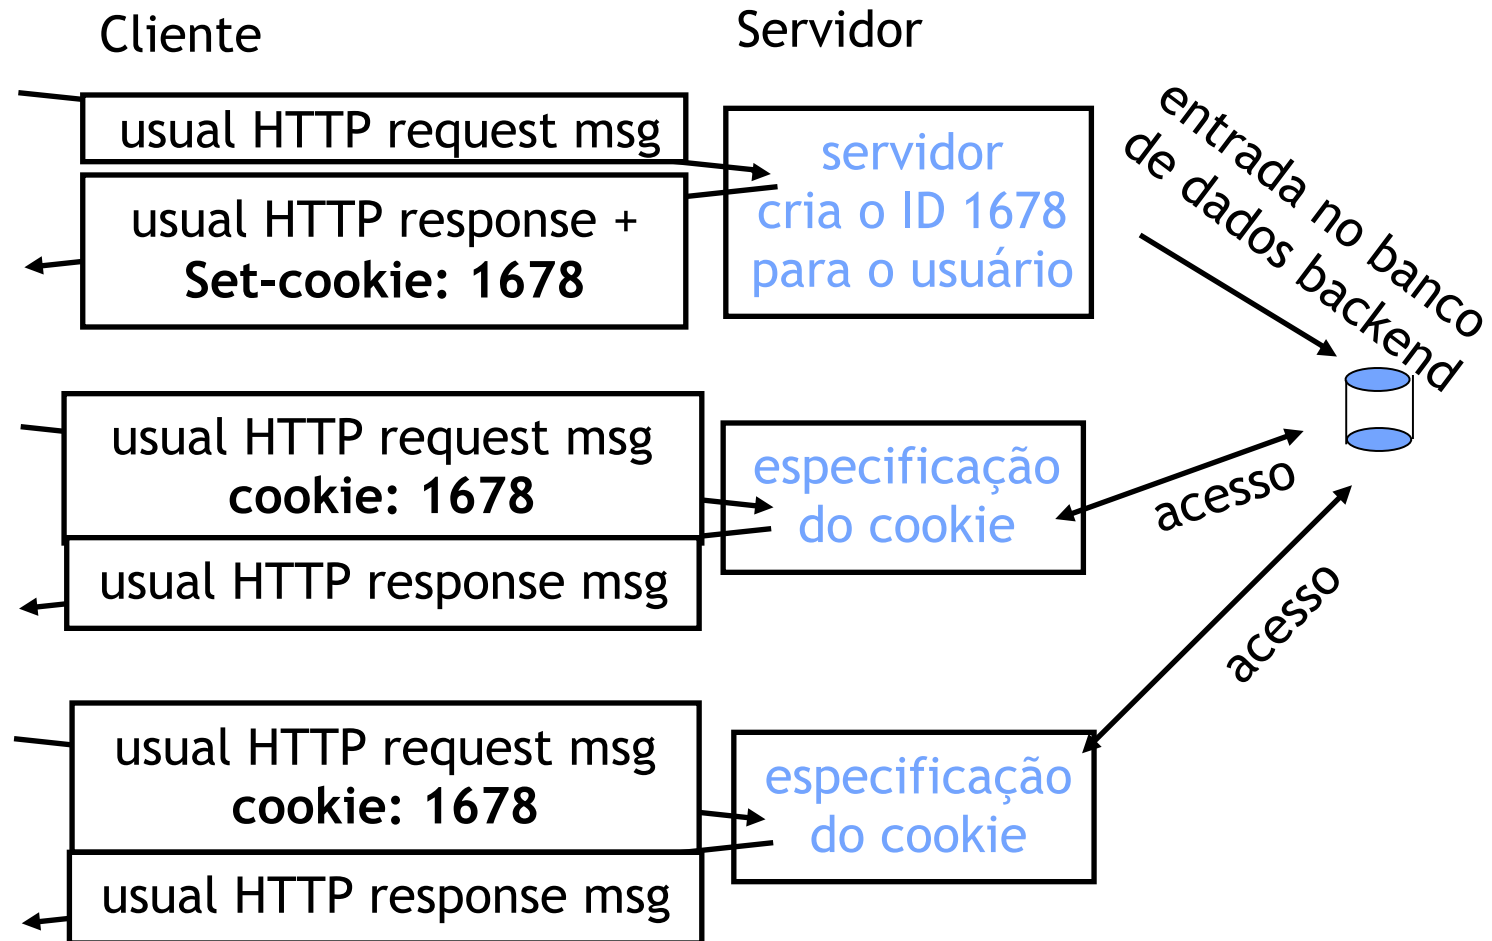 Cliente
Servidor
usual HTTP request msg
usual HTTP response +
Set-cookie: 1678
servidor
cria o ID 1678
para o usuário
entrada no banco
de dados backend
usual HTTP request msg
cookie: 1678
usual HTTP response msg
especificação
do cookie
acesso
acesso
usual HTTP request msg
cookie: 1678
usual HTTP response msg
especificação
do cookie